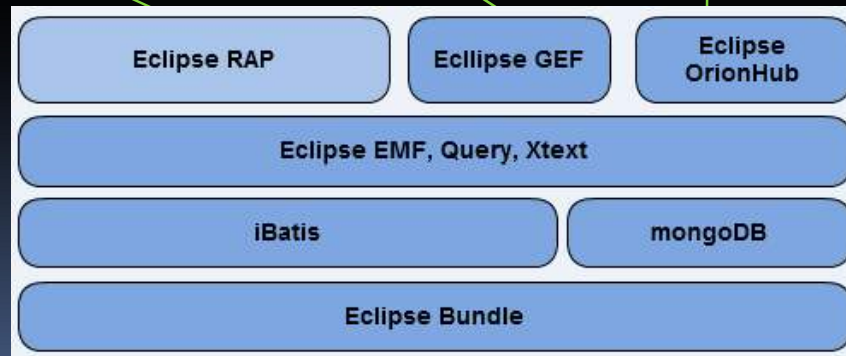 Eclipse RAP
Ecllipse GEF
Eclipse
OrionHub
Eclipse EMF, Query, Xtext
iBatis
mongoDB
Eclipse Bundle